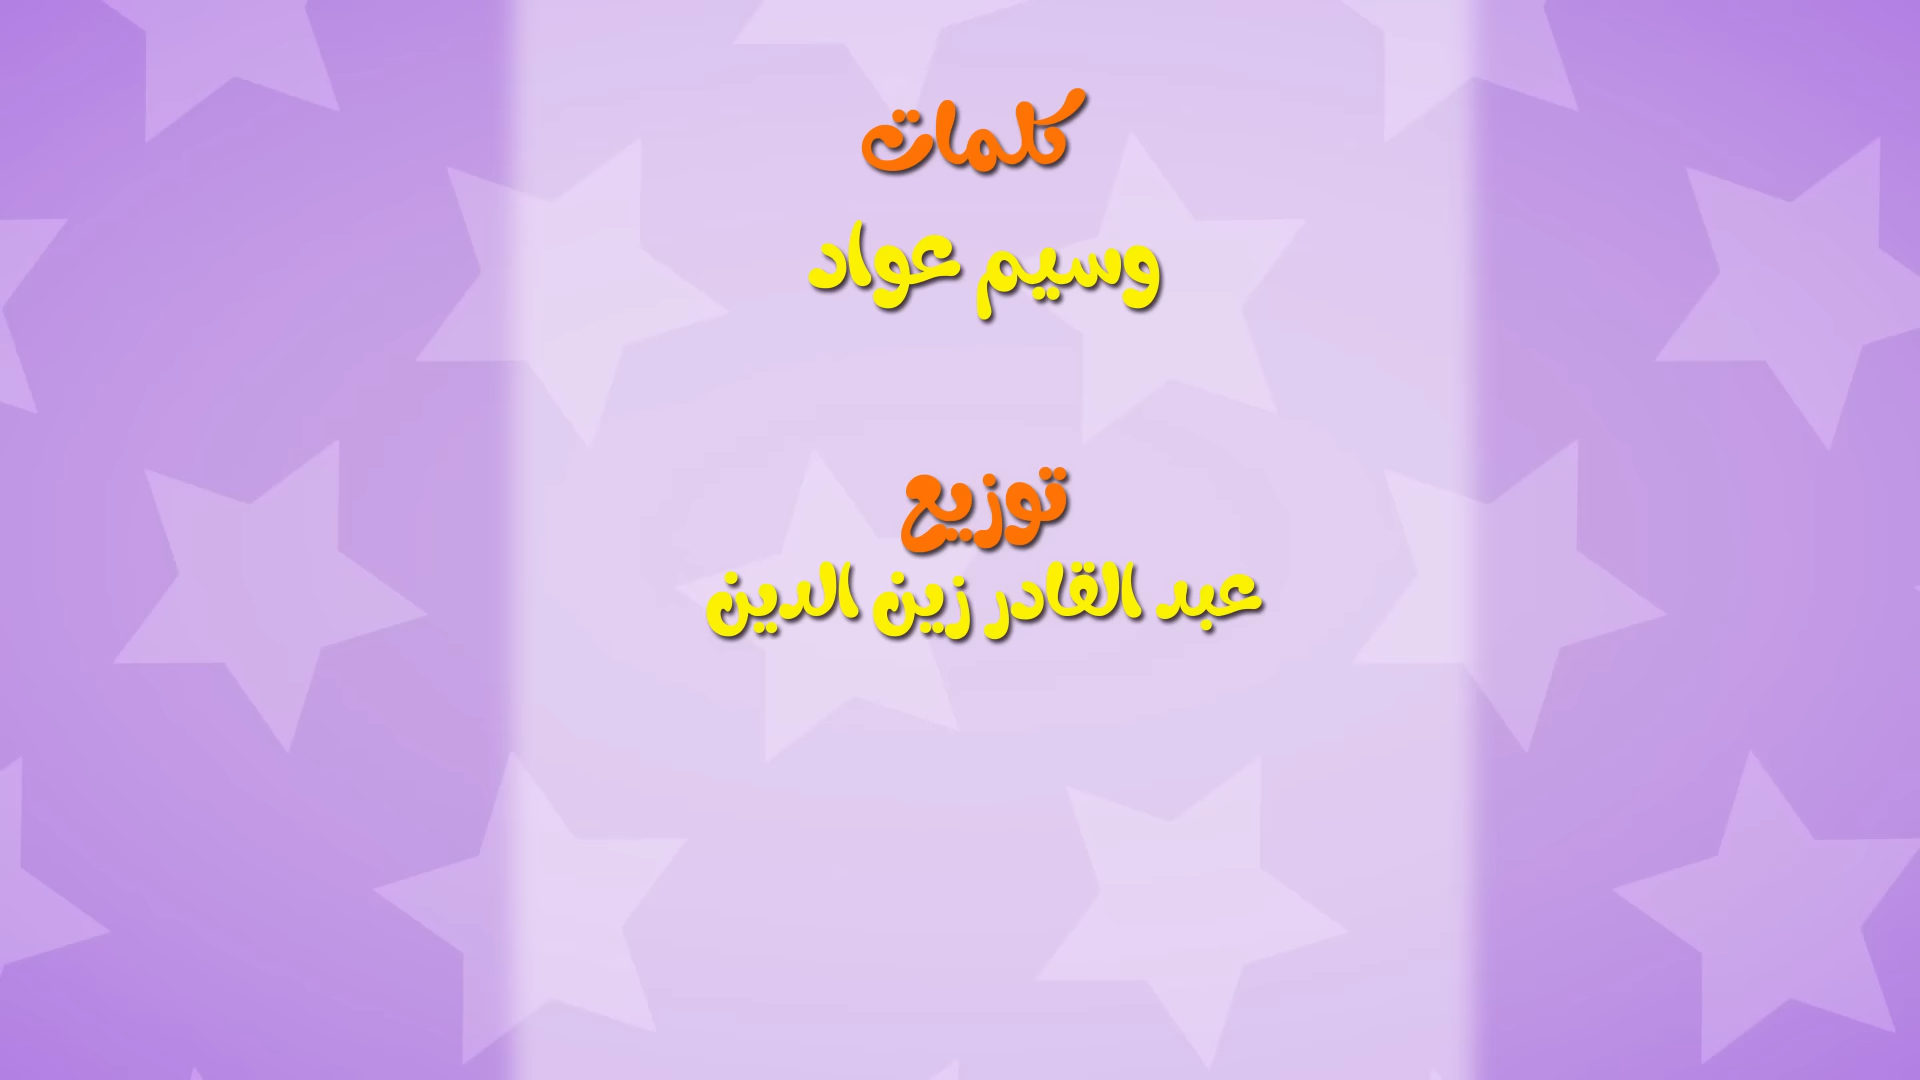 كلمات
وسيم عواد
توزيع
عبد القادر زين الدين